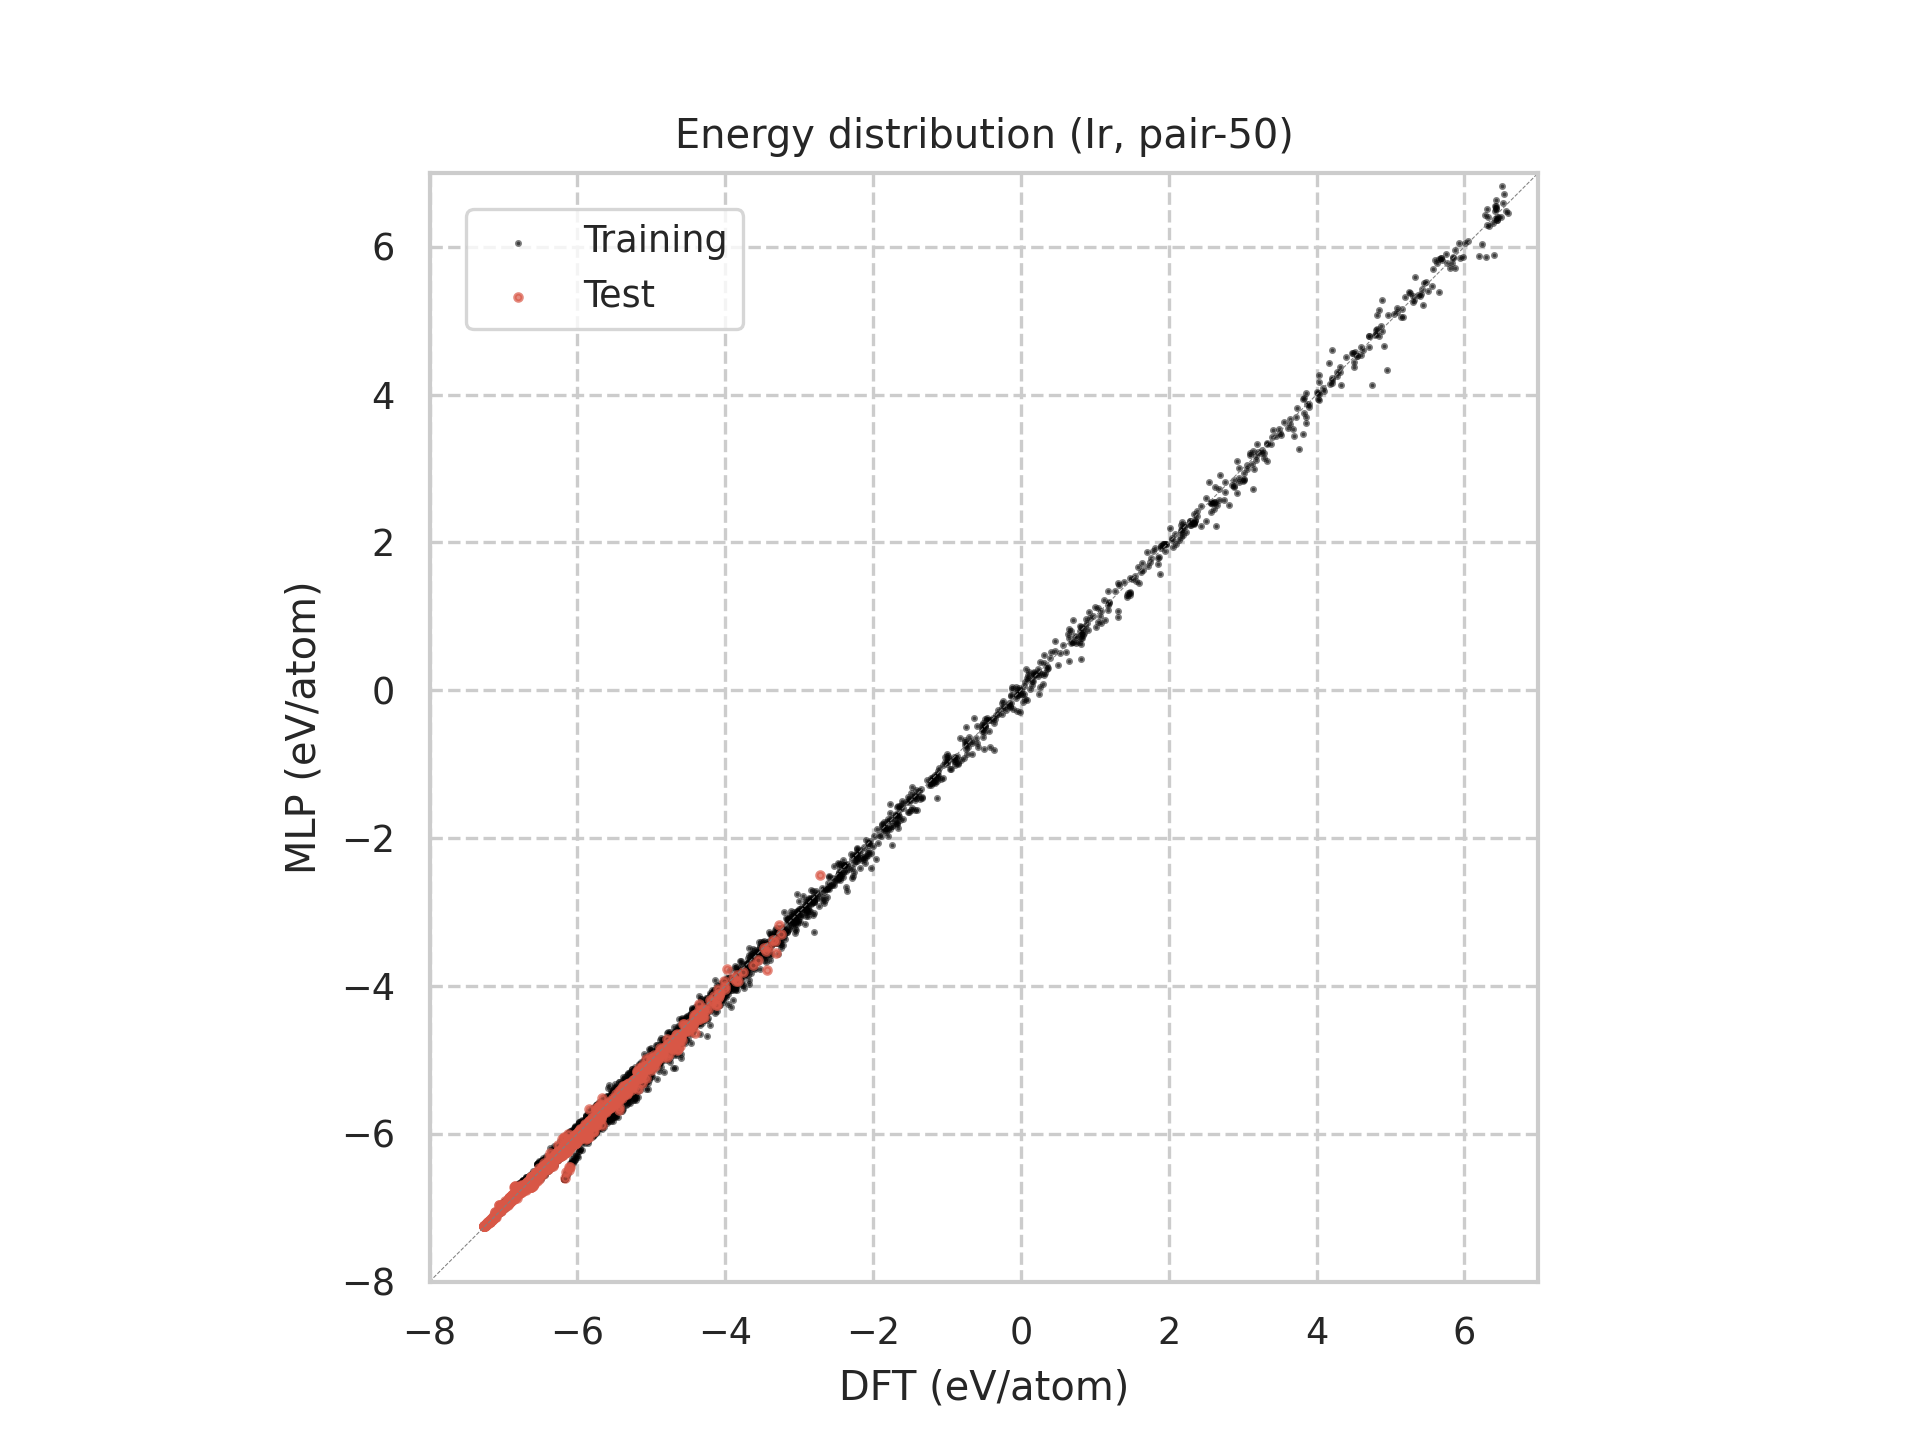 Energy distribution (Ir, pair-50)
Training
Test
6
4
2
0
−2
−4
−6
−8
MLP (eV/atom)
−8 −6 −4 −2 0 2 4 6
DFT (eV/atom)